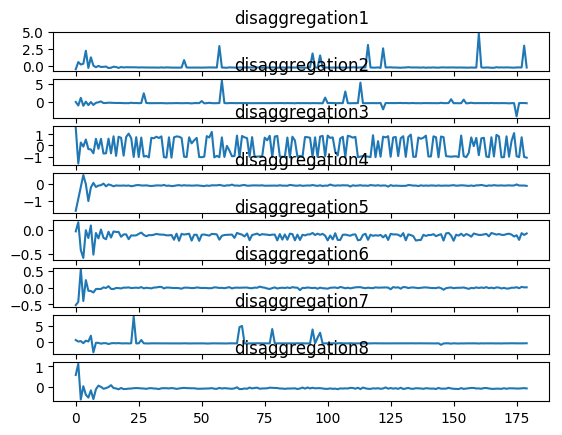 disaggregation1
5.0
2.5
0.0
disaggregation2
5
0
disaggregation3
1
0
−1
disaggregation4
0
−1
disaggregation5
0.0
−0.5
disaggregation6
0.5
0.0
−0.5
disaggregation7
5
0
disaggregation8
1
0
0 25 50 75 100 125 150 175